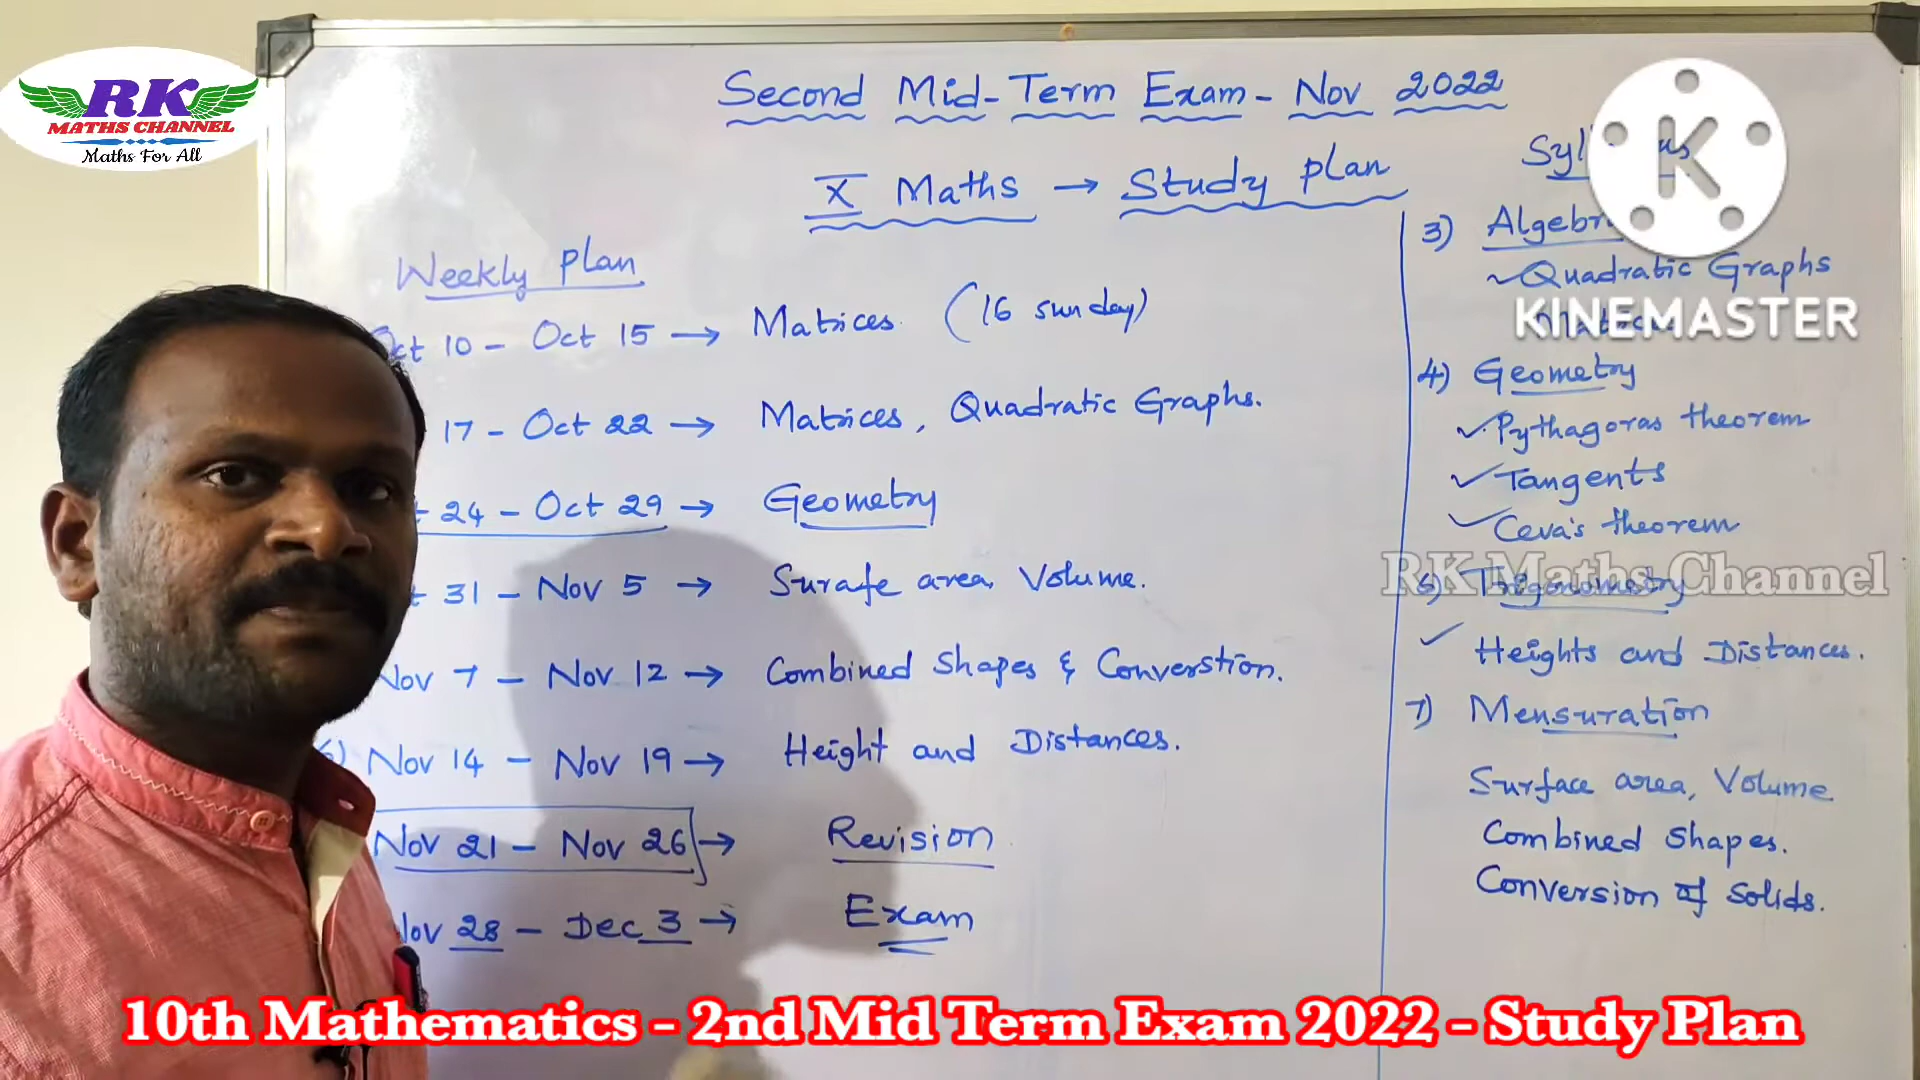 RK
MATHS CHANNEL
Maths For All
Second Mid-Term Exam - Nov 2022
X Maths → Study plan
Weekly plan
Oct 10 - Oct 15 → Matrices. (16 sunday)
17 - Oct 22 → Matrices, Quadratic Graphs.
24 - Oct 29 → Geometry
31 - Nov 5 → Surafe area, Volume.
Nov 7 - Nov 12 → Combined Shapes & Converstion.
6) Nov 14 - Nov 19 → Height and Distances.
Nov 21 - Nov 26 → Revision
Nov 28 - Dec 3 → Exam
3) Algebra
Quadratic Graphs
4) Geometry
✓ Pythagoras theorem
✓ Tangents
✓ Ceva's theorem
Trigonometry
✓ Heights and Distances.
7) Mensuration
Surface area, Volume
Combined Shapes.
Conversion of Solids.
K
KINEMASTER
RK Maths Channel
10th Mathematics - 2nd Mid Term Exam 2022 - Study Plan